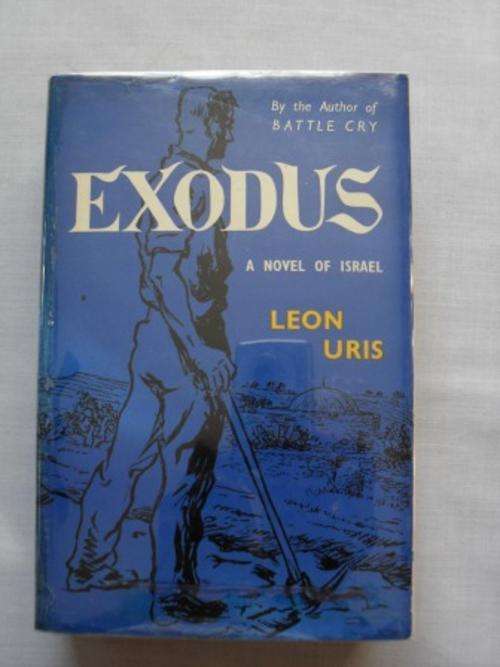 By the Author of
BATTLE CRY
EXODUS
A NOVEL OF ISRAEL
LEON
URIS